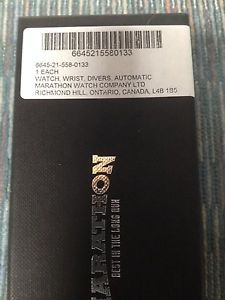 6645215580133
6645-21-558-0133
1 EACH
WATCH, WRIST, DIVERS, AUTOMATIC
MARATHON WATCH COMPANY LTD
RICHMOND HILL, ONTARIO, CANADA, L4B 1B5
MARATHON
BEST IN THE LONG RUN